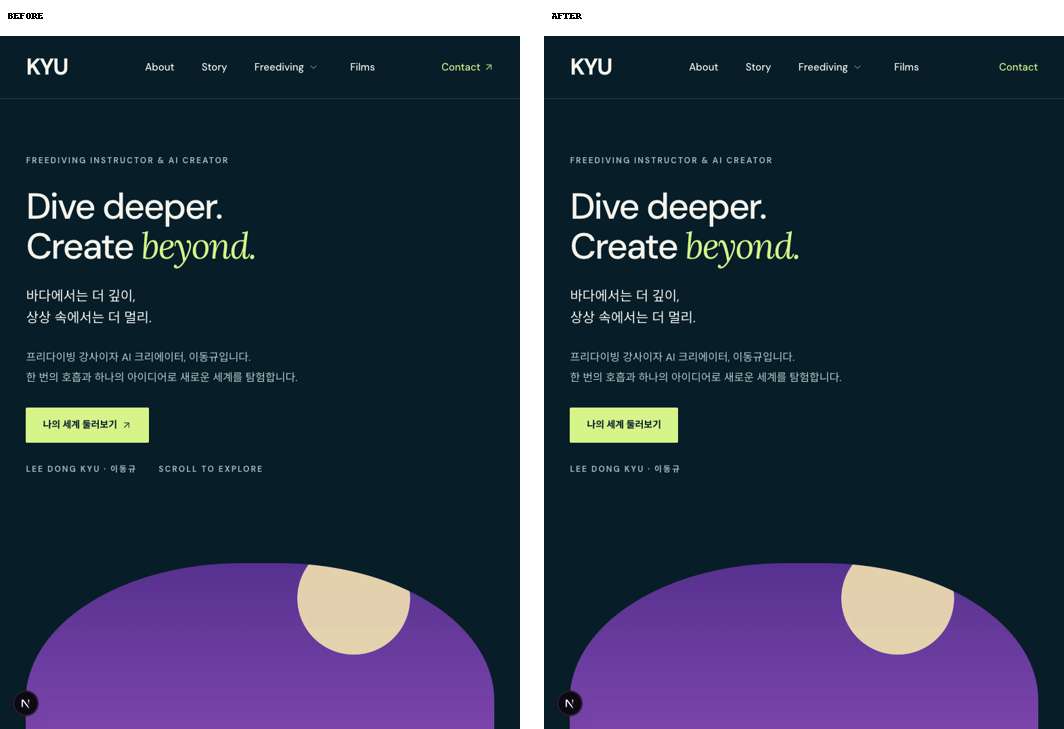 BEFORE
KYU
About Story Freediving Films Contact
FREEDIVING INSTRUCTOR & AI CREATOR
Dive deeper.
Create beyond.
바다에서는 더 깊이,
상상 속에서는 더 멀리.
프리다이빙 강사이자 AI 크리에이터, 이동규입니다.
한 번의 호흡과 하나의 아이디어로 새로운 세계를 탐험합니다.
나의 세계 둘러보기
LEE DONG KYU · 이동규 SCROLL TO EXPLORE
N
AFTER
KYU
About Story Freediving Films Contact
FREEDIVING INSTRUCTOR & AI CREATOR
Dive deeper.
Create beyond.
바다에서는 더 깊이,
상상 속에서는 더 멀리.
프리다이빙 강사이자 AI 크리에이터, 이동규입니다.
한 번의 호흡과 하나의 아이디어로 새로운 세계를 탐험합니다.
나의 세계 둘러보기
LEE DONG KYU · 이동규
N